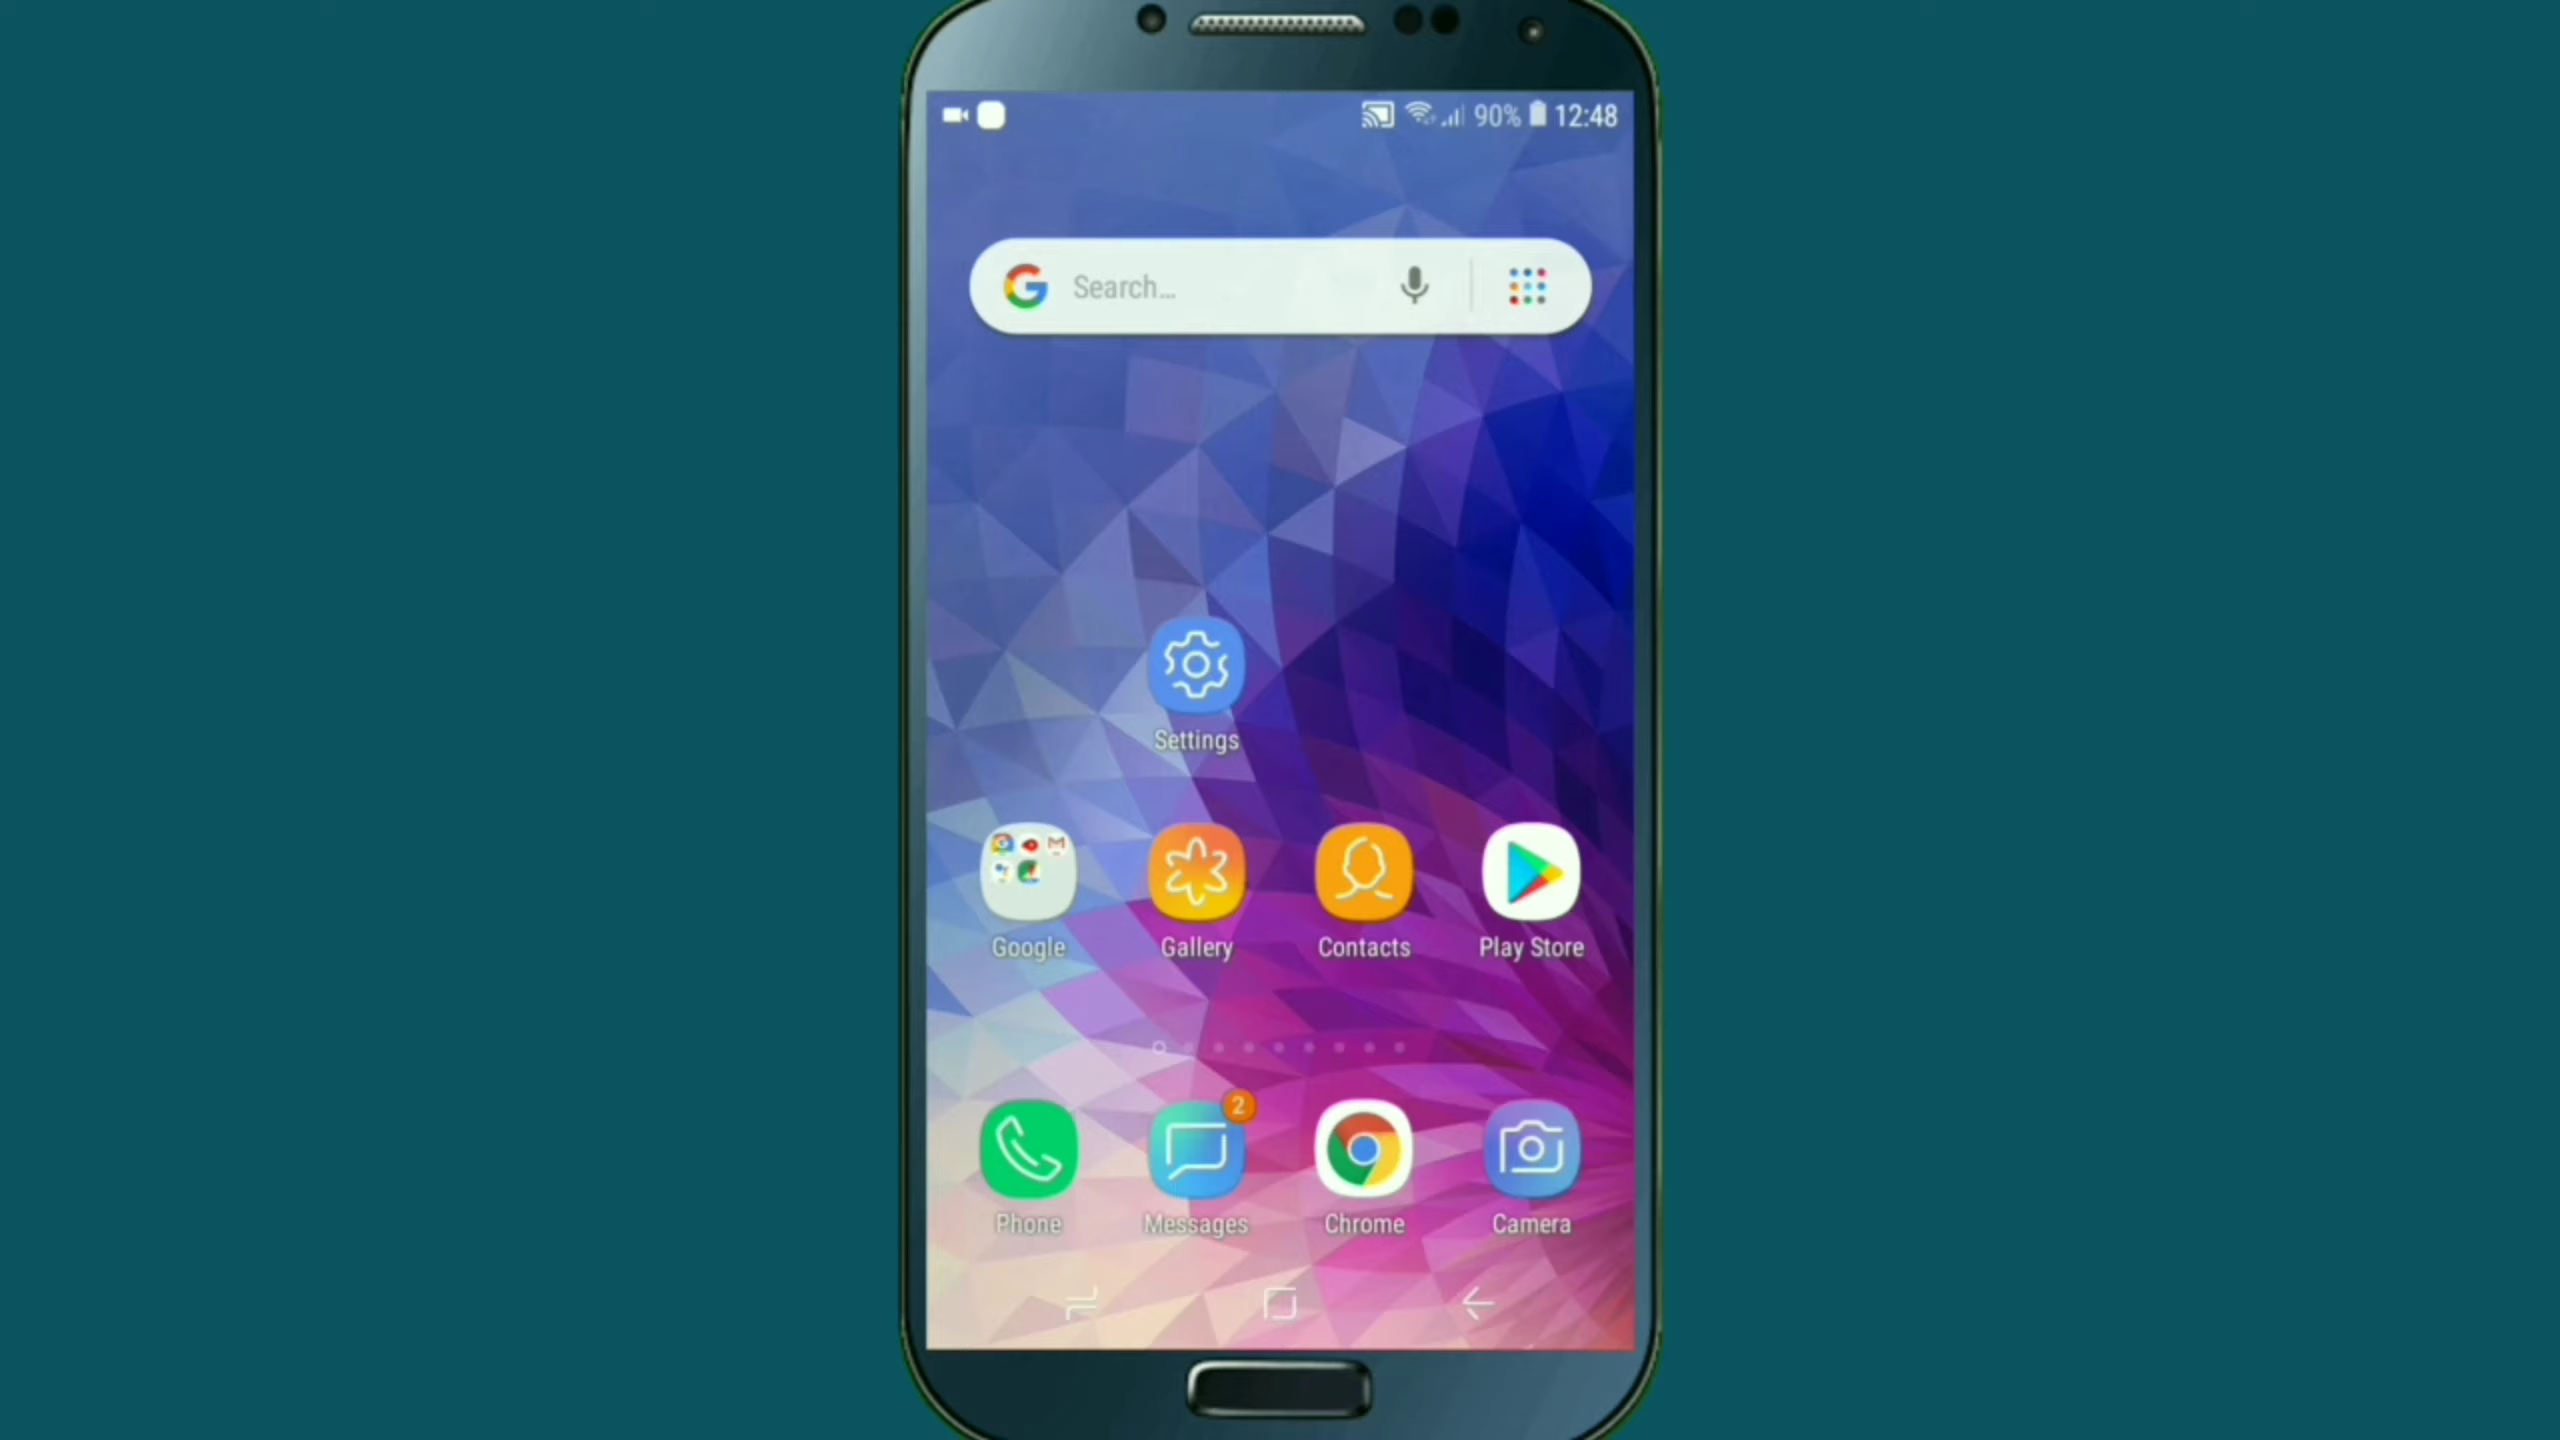 90% 12:48
Search...
Settings
Google Gallery Contacts Play Store
2
Phone Messages Chrome Camera